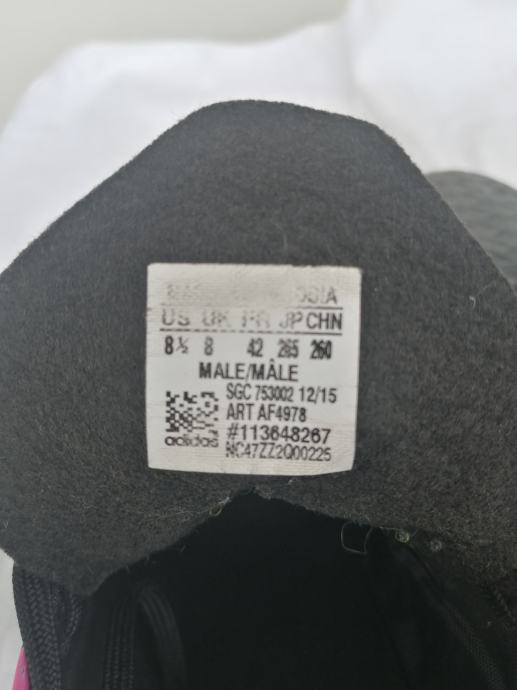 US UK FR JP CHN
8½ 8 42 265 260
MALE/MÂLE
SGC 753002 12/15
ART AF4978
#113648267
adidas NC47ZZ2Q00225